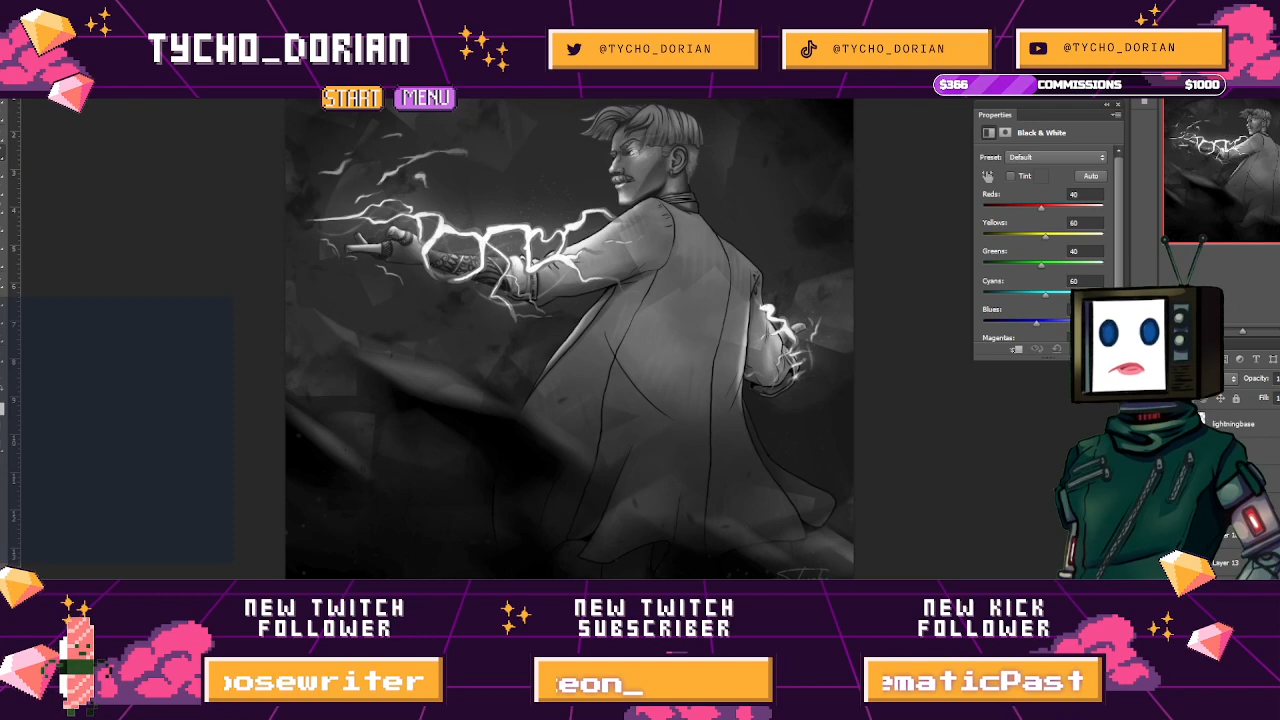 TYCHO_DORIAN
@TYCHO_DORIAN
@TYCHO_DORIAN
@TYCHO_DORIAN
$366 COMMISSIONS $1000
START MENU
Properties
Black & White
Preset: Default
Tint Auto
Reds: 40
Yellows: 60
Greens: 40
Cyans: 60
Blues:
Magentas:
Opacity:
Fill:
lightningbase
Layer 13
NEW TWITCH
FOLLOWER
NEW TWITCH
SUBSCRIBER
NEW KICK
FOLLOWER
osewriter
eon_
maticPast